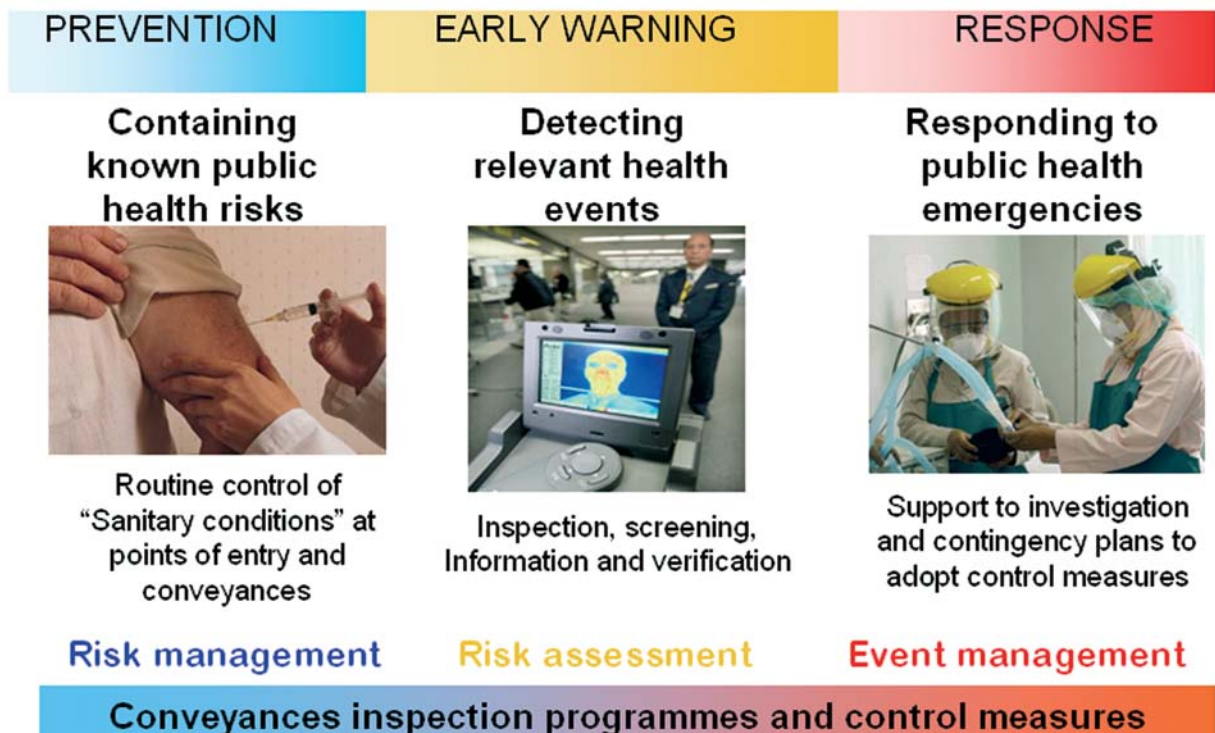 PREVENTION
EARLY WARNING
RESPONSE
Containing
known public
health risks
Detecting
relevant health
events
Responding to
public health
emergencies
Routine control of
“Sanitary conditions” at
points of entry and
conveyances
Inspection, screening,
Information and verification
Support to investigation
and contingency plans to
adopt control measures
Risk management
Risk assessment
Event management
Conveyances inspection programmes and control measures